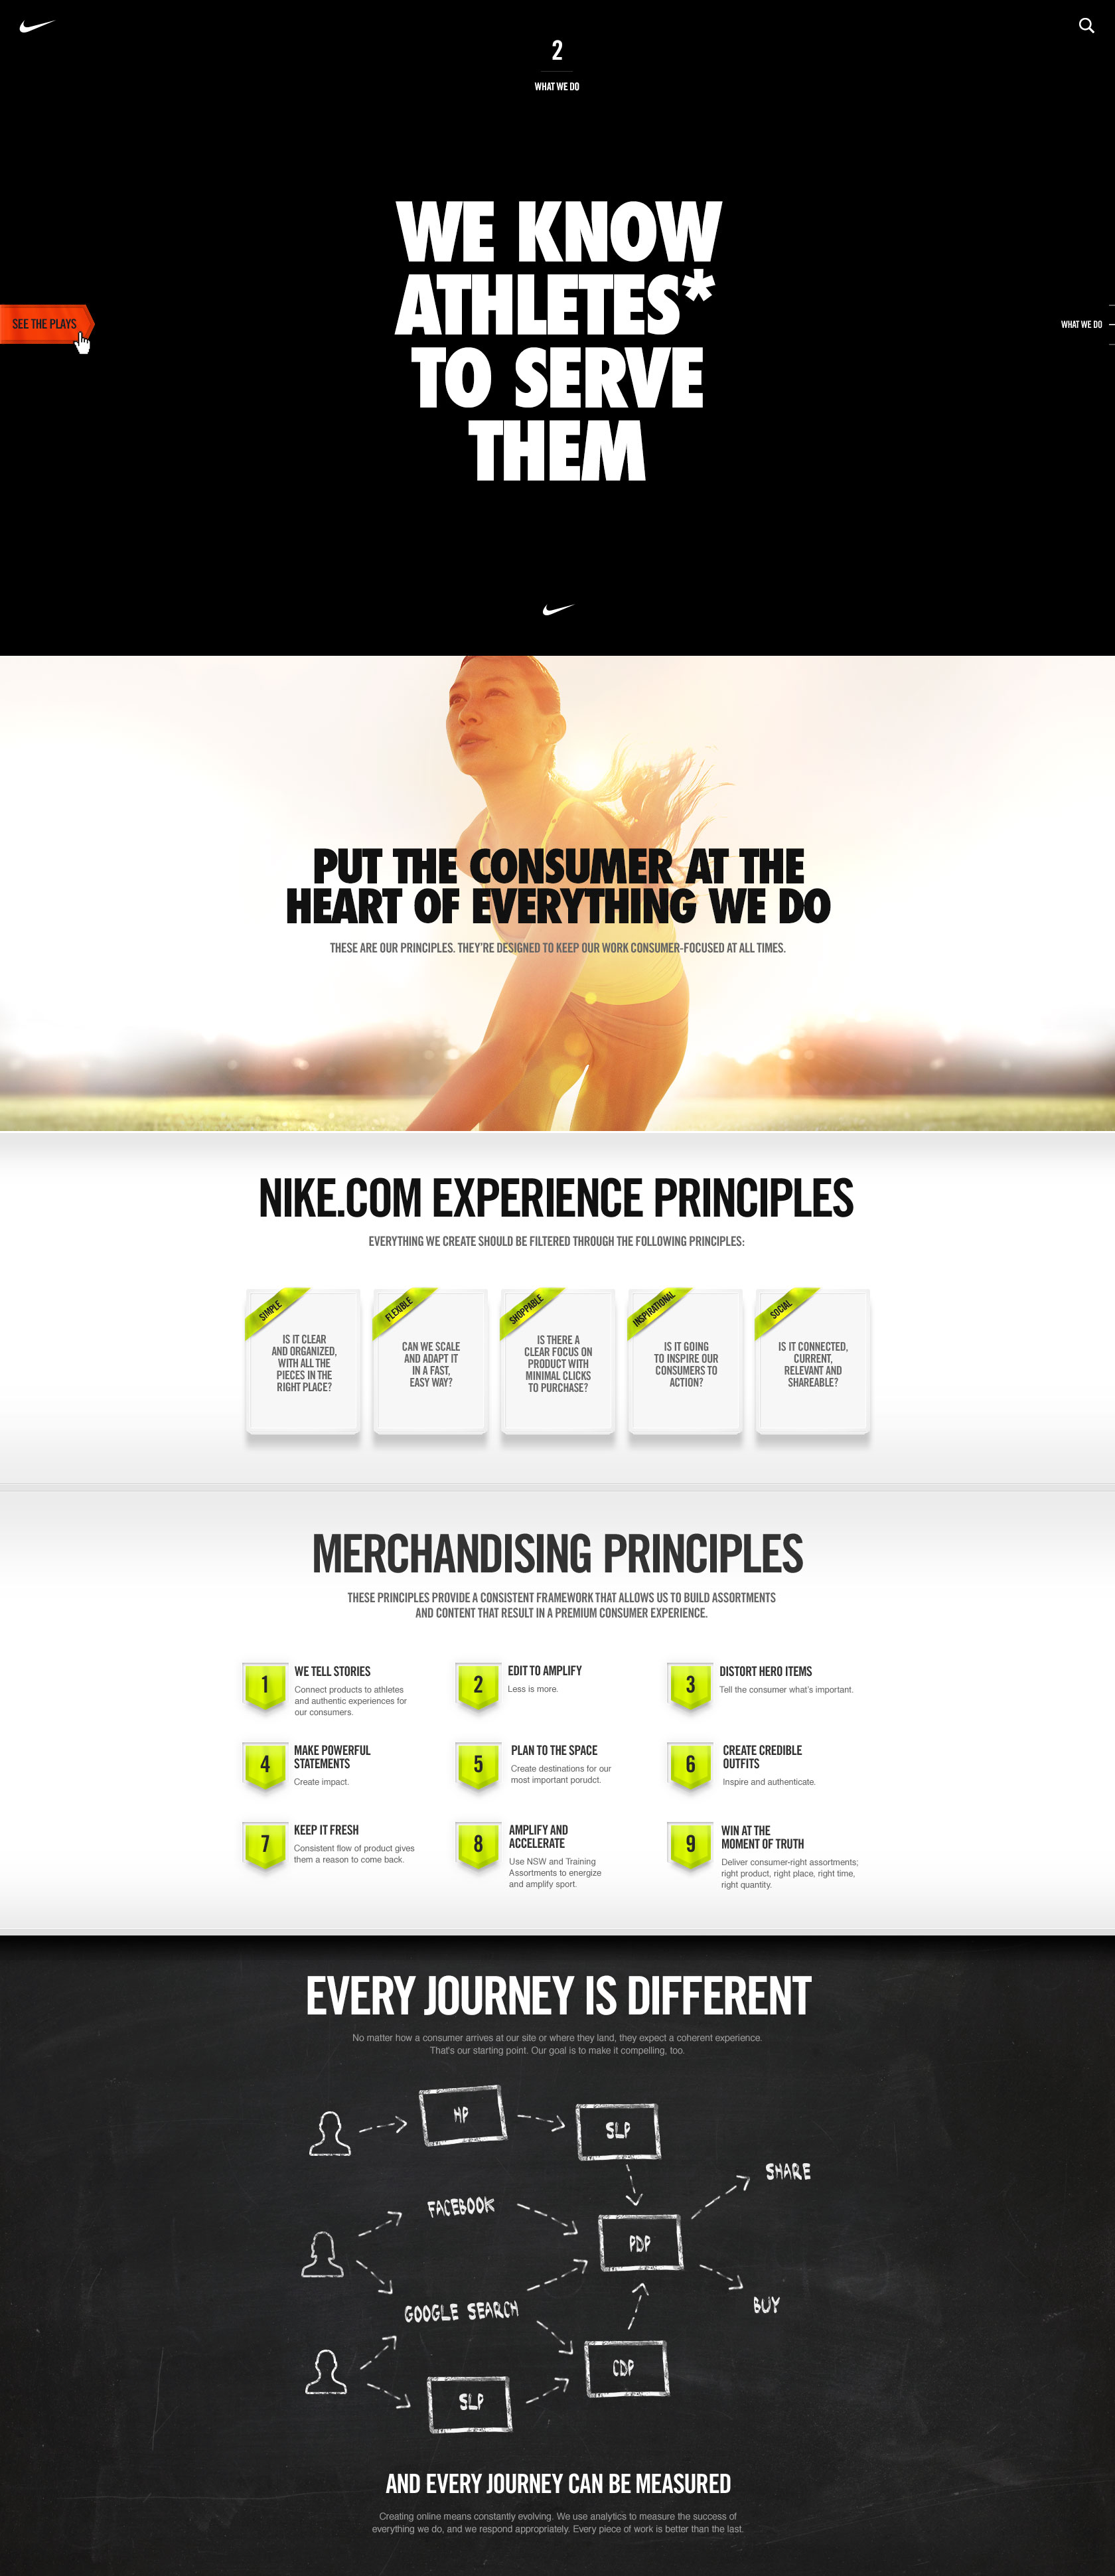 2
WHAT WE DO
WE KNOW
ATHLETES*
TO SERVE
THEM
SEE THE PLAYS
WHAT WE DO
PUT THE CONSUMER AT THE
HEART OF EVERYTHING WE DO
THESE ARE OUR PRINCIPLES. THEY'RE DESIGNED TO KEEP OUR WORK CONSUMER-FOCUSED AT ALL TIMES.
NIKE.COM EXPERIENCE PRINCIPLES
EVERYTHING WE CREATE SHOULD BE FILTERED THROUGH THE FOLLOWING PRINCIPLES:
SIMPLE
IS IT CLEAR
AND ORGANIZED,
WITH ALL THE
PIECES IN THE
RIGHT PLACE?
FLEXIBLE
CAN WE SCALE
AND ADAPT IT
IN A FAST,
EASY WAY?
SHOPPABLE
IS THERE A
CLEAR FOCUS ON
PRODUCT WITH
MINIMAL CLICKS
TO PURCHASE?
INSPIRATIONAL
IS IT GOING
TO INSPIRE OUR
CONSUMERS TO
ACTION?
SOCIAL
IS IT CONNECTED,
CURRENT,
RELEVANT AND
SHAREABLE?
MERCHANDISING PRINCIPLES
THESE PRINCIPLES PROVIDE A CONSISTENT FRAMEWORK THAT ALLOWS US TO BUILD ASSORTMENTS
AND CONTENT THAT RESULT IN A PREMIUM CONSUMER EXPERIENCE.
1
WE TELL STORIES
Connect products to athletes
and authentic experiences for
our consumers.
2
EDIT TO AMPLIFY
Less is more.
3
DISTORT HERO ITEMS
Tell the consumer what's important.
4
MAKE POWERFUL
STATEMENTS
Create impact.
5
PLAN TO THE SPACE
Create destinations for our
most important porudct.
6
CREATE CREDIBLE
OUTFITS
Inspire and authenticate.
7
KEEP IT FRESH
Consistent flow of product gives
them a reason to come back.
8
AMPLIFY AND
ACCELERATE
Use NSW and Training
Assortments to energize
and amplify sport.
9
WIN AT THE
MOMENT OF TRUTH
Deliver consumer-right assortments;
right product, right place, right time,
right quantity.
EVERY JOURNEY IS DIFFERENT
No matter how a consumer arrives at our site or where they land, they expect a coherent experience.
That's our starting point. Our goal is to make it compelling, too.
HP
SLP
SHARE
FACEBOOK
PDP
BUY
GOOGLE SEARCH
CDP
SLP
AND EVERY JOURNEY CAN BE MEASURED
Creating online means constantly evolving. We use analytics to measure the success of
everything we do, and we respond appropriately. Every piece of work is better than the last.